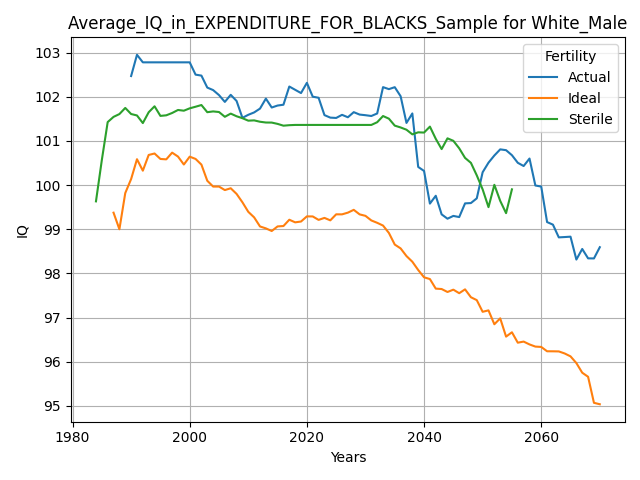 Average_IQ_in_EXPENDITURE_FOR_BLACKS_Sample for White_Male
Fertility
Actual
Ideal
Sterile
IQ
103
102
101
100
99
98
97
96
95
1980
2000
2020
2040
2060
Years